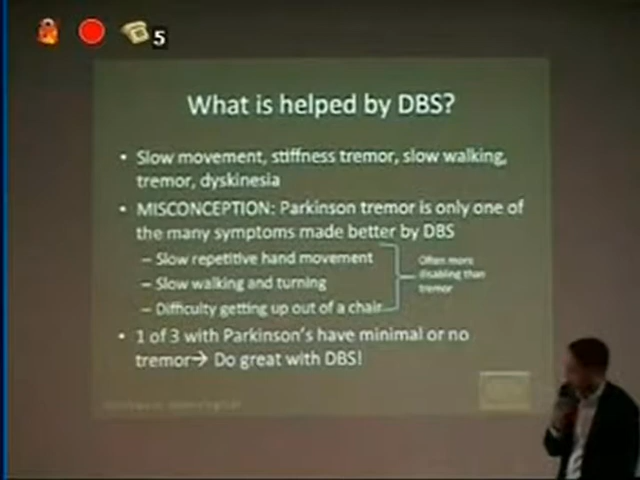 5
What is helped by DBS?
• Slow movement, stiffness tremor, slow walking,
tremor, dyskinesia
• MISCONCEPTION: Parkinson tremor is only one of
the many symptoms made better by DBS
– Slow repetitive hand movement
– Slow walking and turning
– Difficulty getting up out of a chair
Often more
disabling than
tremor
• 1 of 3 with Parkinson's have minimal or no
tremor→ Do great with DBS!